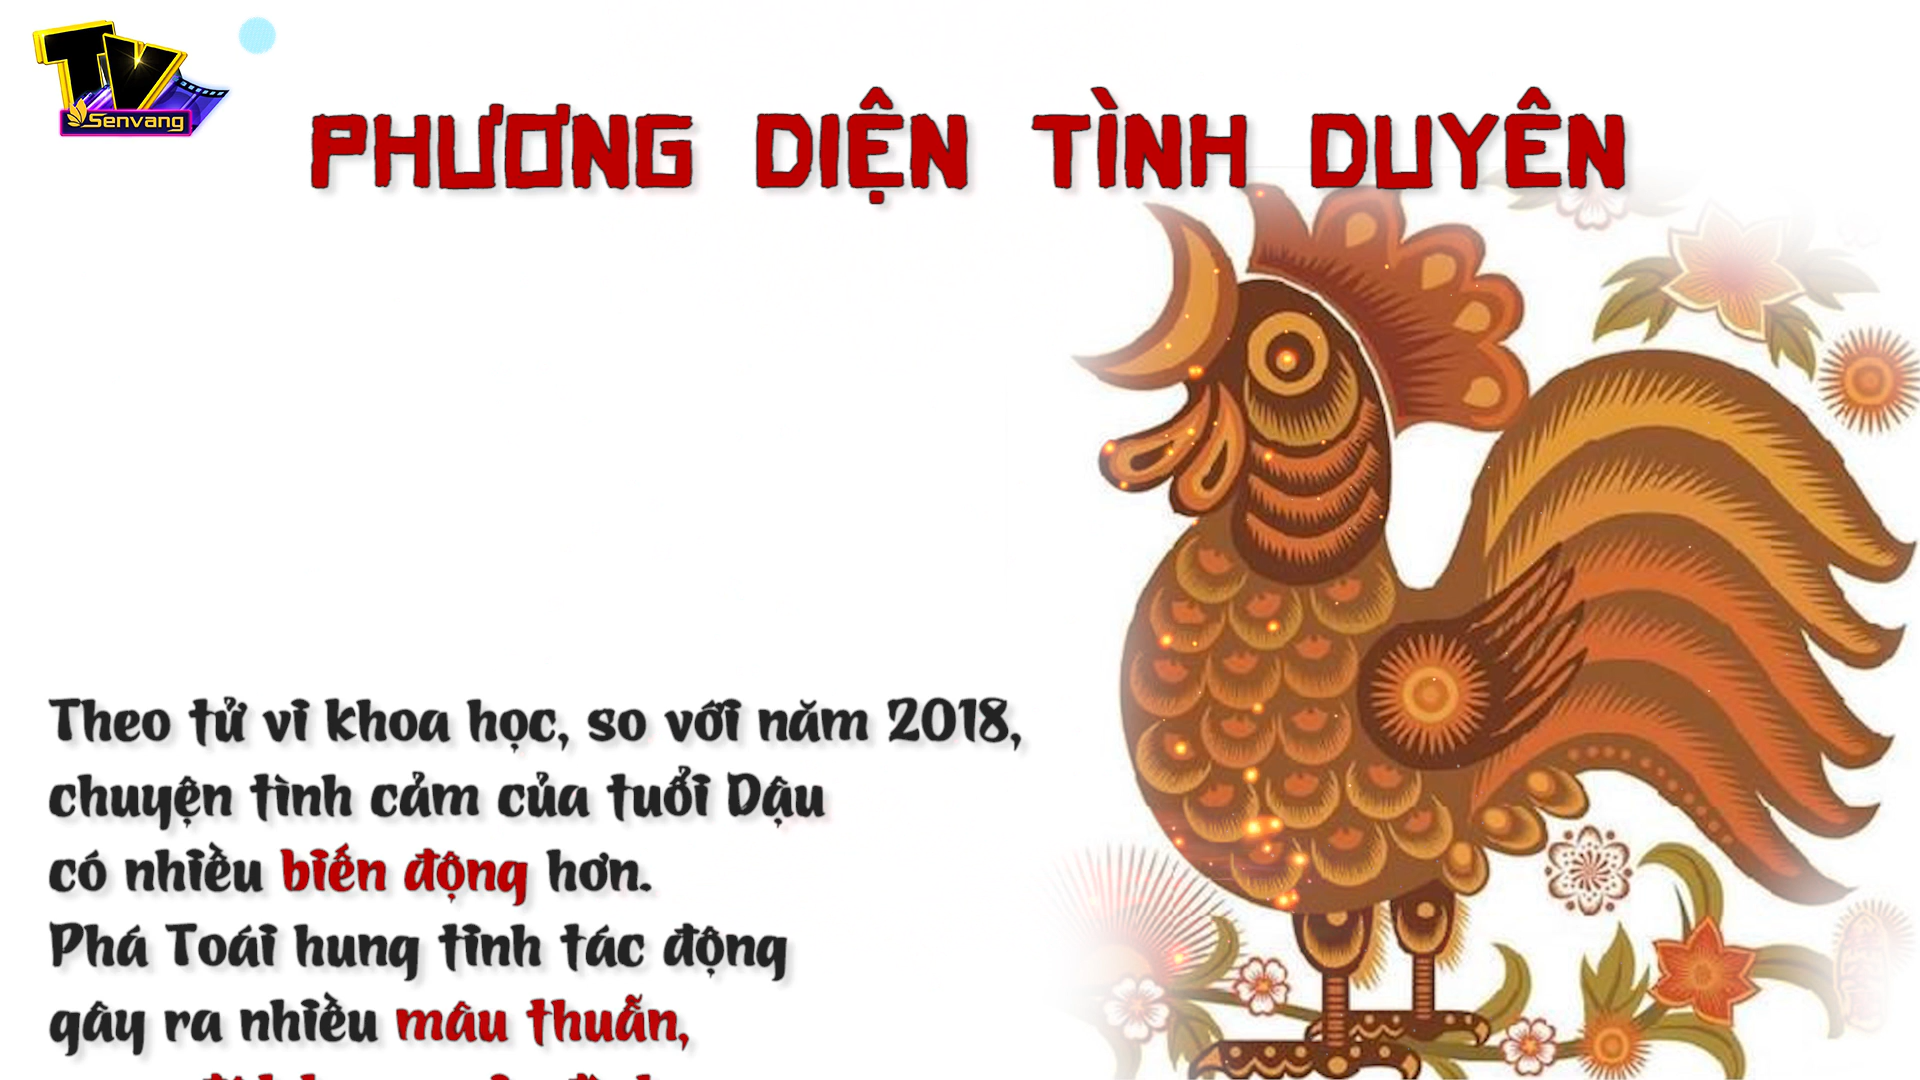 TV
Senvang
PHƯƠNG DIỆN TÌNH DUYÊN
Theo tử vi khoa học, so với năm 2018,
chuyện tình cảm của tuổi Dậu
có nhiều biến động hơn.
Phá Toái hung tinh tác động
gây ra nhiều mâu thuẫn,